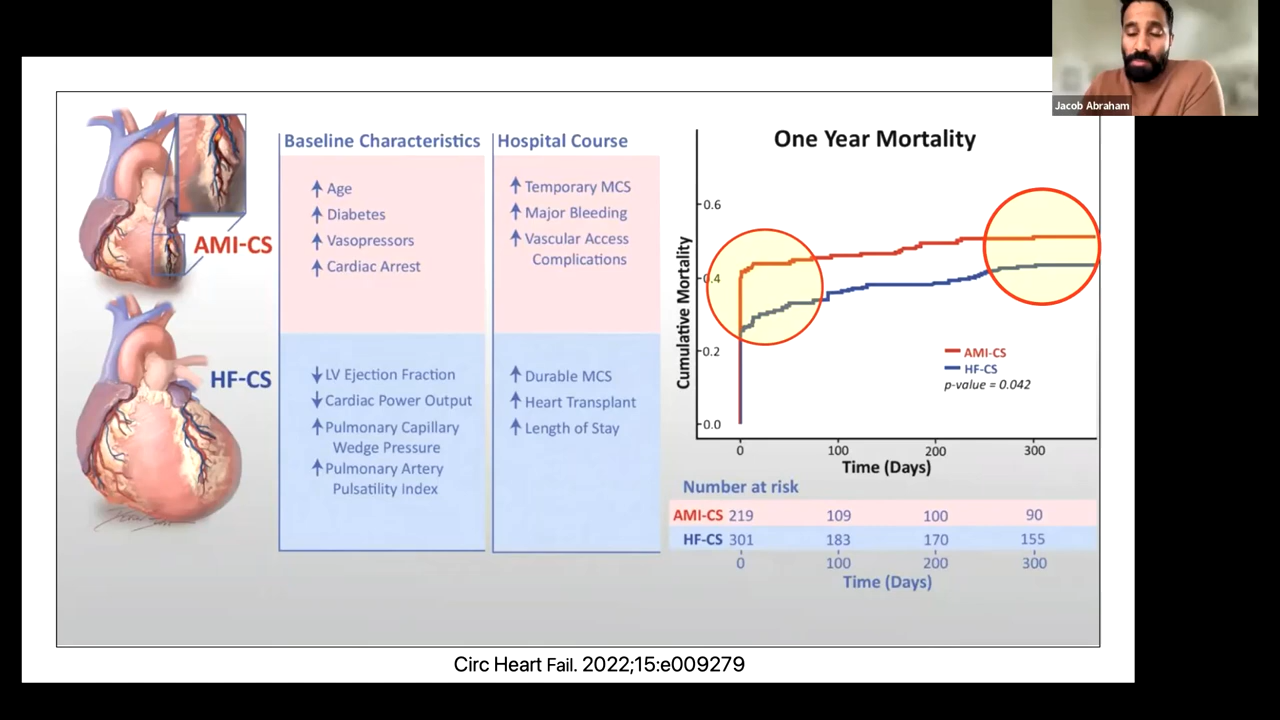 Jacob Abraham
AMI-CS
HF-CS
Baseline Characteristics
Age
Diabetes
Vasopressors
Cardiac Arrest
LV Ejection Fraction
Cardiac Power Output
Pulmonary Capillary
Wedge Pressure
Pulmonary Artery
Pulsatility Index
Hospital Course
Temporary MCS
Major Bleeding
Vascular Access
Complications
Durable MCS
Heart Transplant
Length of Stay
One Year Mortality
Cumulative Mortality
0.6
0.4
0.2
0.0
AMI-CS
HF-CS
p-value = 0.042
0 100 200 300
Time (Days)
Number at risk
AMI-CS 219 109 100 90
HF-CS 301 183 170 155
0 100 200 300
Time (Days)
Circ Heart Fail. 2022;15:e009279